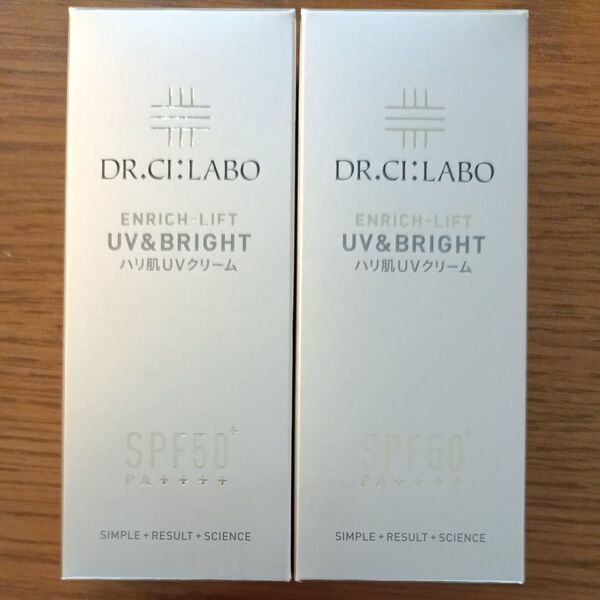 DR.CI:LABO
ENRICH-LIFT
UV&BRIGHT
ハリ肌UVクリーム
SPF50+
PA++++
SIMPLE+RESULT+SCIENCE
DR.CI:LABO
ENRICH-LIFT
UV&BRIGHT
ハリ肌UVクリーム
SPF50+
PA++++
SIMPLE+RESULT+SCIENCE